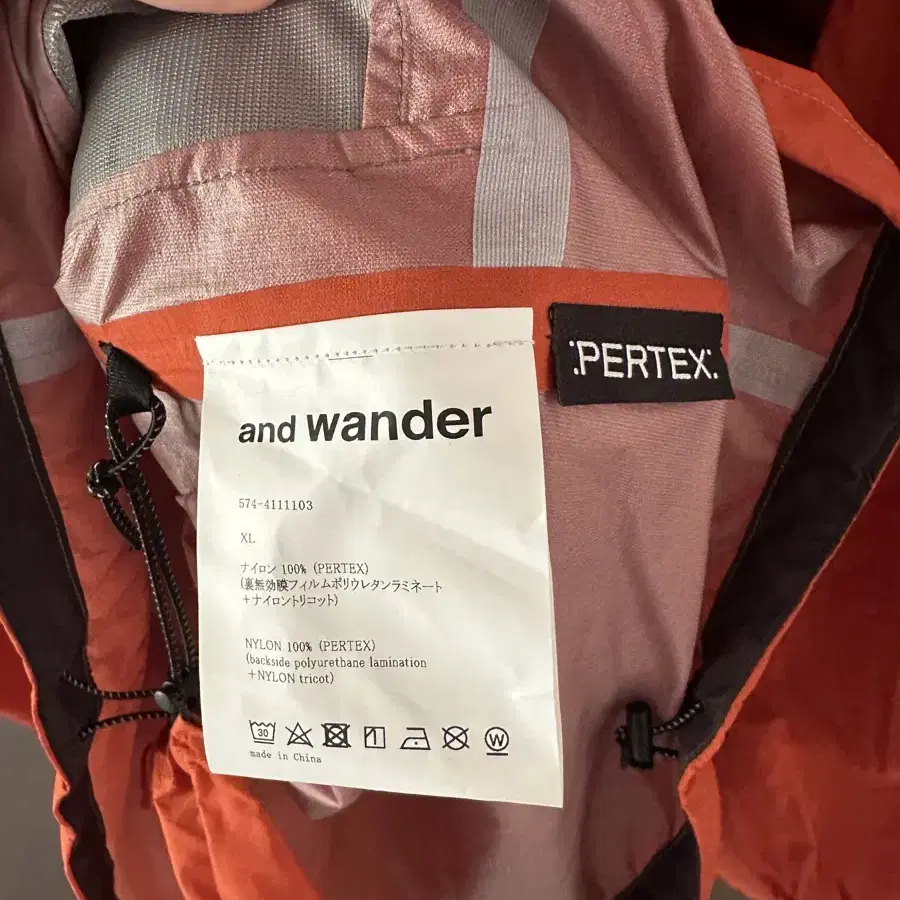 :PERTEX:
and wander
574-4111103
XL
ナイロン 100% (PERTEX)
(裏無効膜フィルムポリウレタンラミネート
+ナイロントリコット)
NYLON 100% (PERTEX)
(backside polyurethane lamination
+NYLON tricot)
30
W
made in China